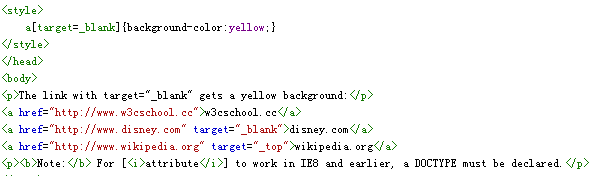 <style>
a[target=_blank]{background-color:yellow;}
</style>
</head>
<body>
<p>The link with target="_blank" gets a yellow background:</p>
<a href="http://www.w3cschool.cc">w3cschool.cc</a>
<a href="http://www.disney.com" target="_blank">disney.com</a>
<a href="http://www.wikipedia.org" target="_top">wikipedia.org</a>
<p><b>Note:</b> For [<i>attribute</i>] to work in IE8 and earlier, a DOCTYPE must be declared.</p>